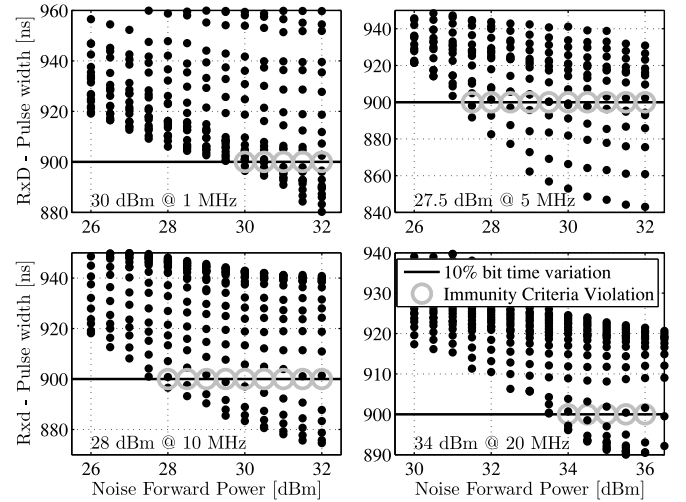 960
940
920
900
880
RxD - Pulse width [ns]
30 dBm @ 1 MHz
26 28 30 32
940
920
900
880
860
840
27.5 dBm @ 5 MHz
26 28 30 32
940
920
900
880
Rxd - Pulse width [ns]
28 dBm @ 10 MHz
26 28 30 32
Noise Forward Power [dBm]
940
930
920
910
900
890
10% bit time variation
Immunity Criteria Violation
34 dBm @ 20 MHz
30 32 34 36
Noise Forward Power [dBm]